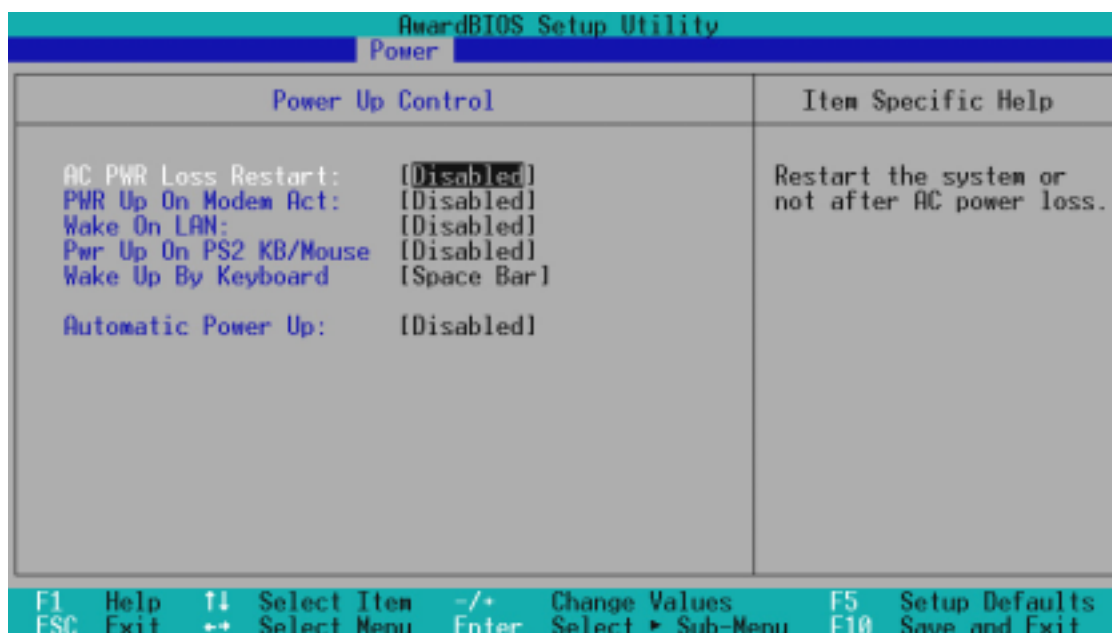 AwardBIOS Setup Utility
Power
Power Up Control
Item Specific Help
AC PWR Loss Restart: [Disabled]
PWR Up On Modem Act: [Disabled]
Wake On LAN: [Disabled]
Pwr Up On PS2 KB/Mouse [Disabled]
Wake Up By Keyboard [Space Bar]
Automatic Power Up: [Disabled]
Restart the system or
not after AC power loss.
F1 Help ↑↓ Select Item -/+ Change Values F5 Setup Defaults
ESC Exit ←→ Select Menu Enter Select ► Sub-Menu F10 Save and Exit